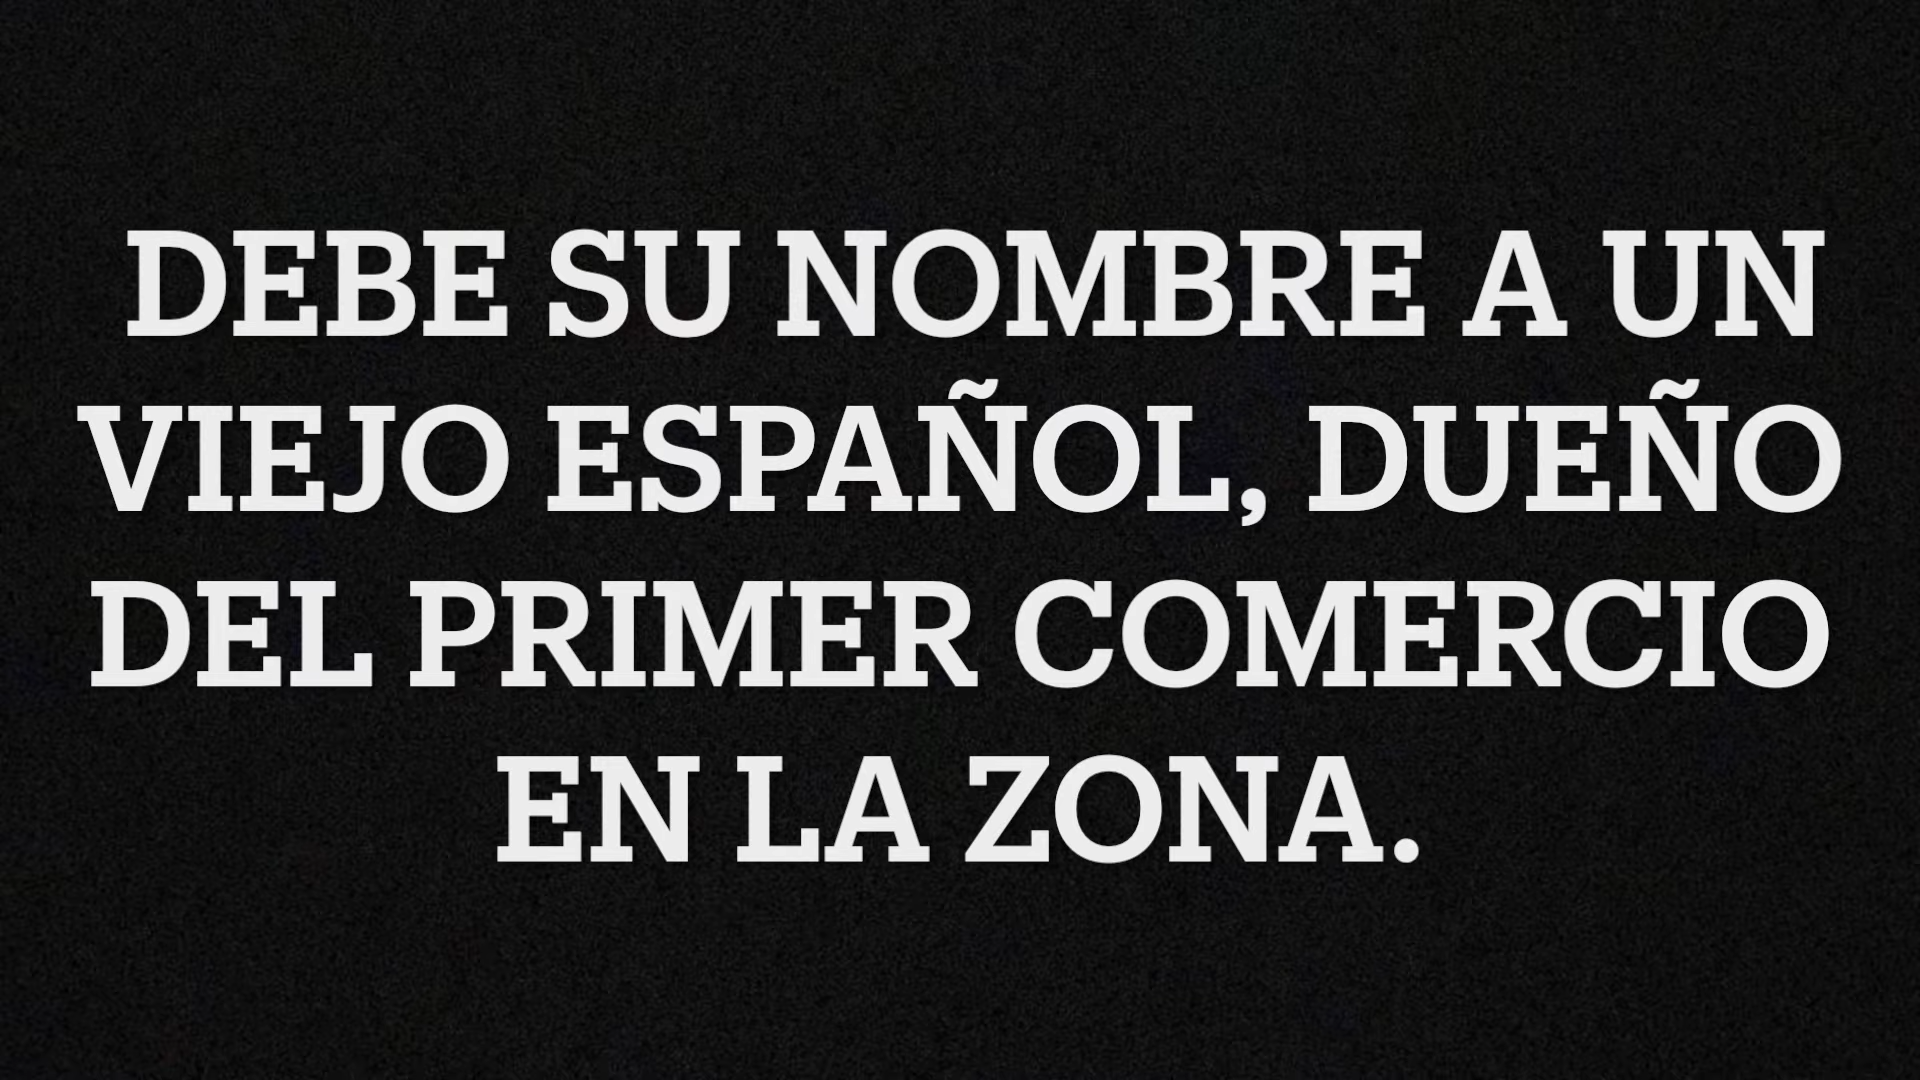 DEBE SU NOMBRE A UN
VIEJO ESPAÑOL, DUEÑO
DEL PRIMER COMERCIO
EN LA ZONA.